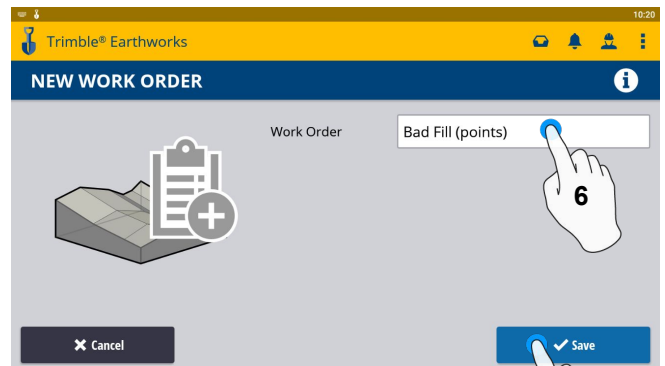 10:20
Trimble® Earthworks
NEW WORK ORDER
i
Work Order
Bad Fill (points)
6
Cancel
Save